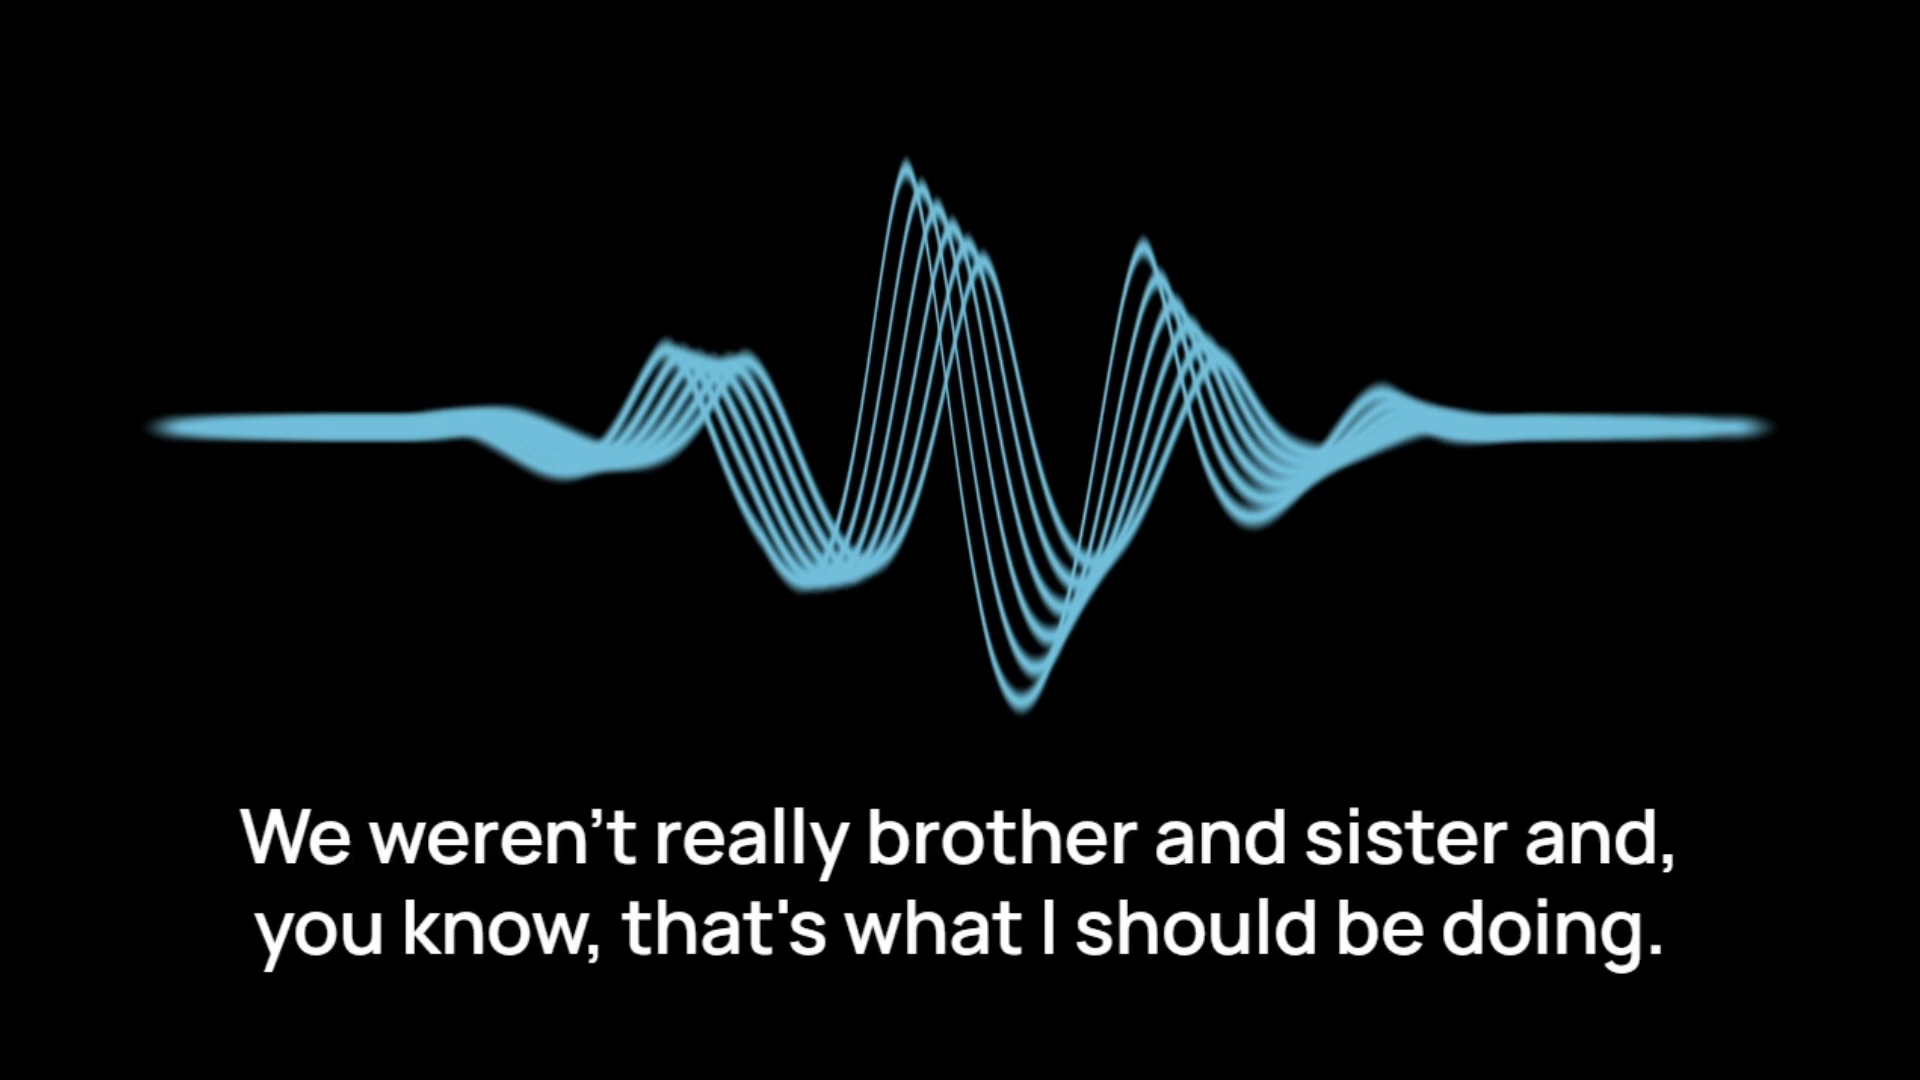 We weren’t really brother and sister and,
you know, that's what I should be doing.